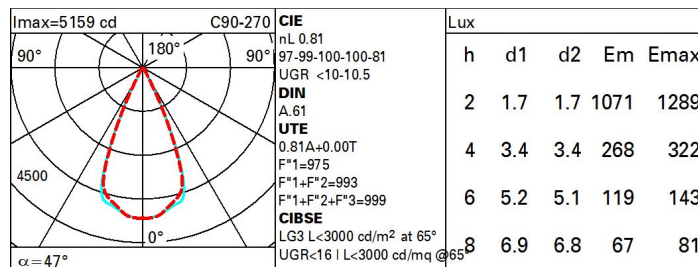 Imax=5159 cd C90-270
90° 180° 90°
4500
0°
α=47°
CIE
nL 0.81
97-99-100-100-81
UGR <10-10.5
DIN
A.61
UTE
0.81A+0.00T
F"1=975
F"1+F"2=993
F"1+F"2+F"3=999
CIBSE
LG3 L<3000 cd/m² at 65°
UGR<16 | L<3000 cd/mq @65°
Lux
h d1 d2 Em Emax
2 1.7 1.7 1071 1289
4 3.4 3.4 268 322
6 5.2 5.1 119 143
8 6.9 6.8 67 81